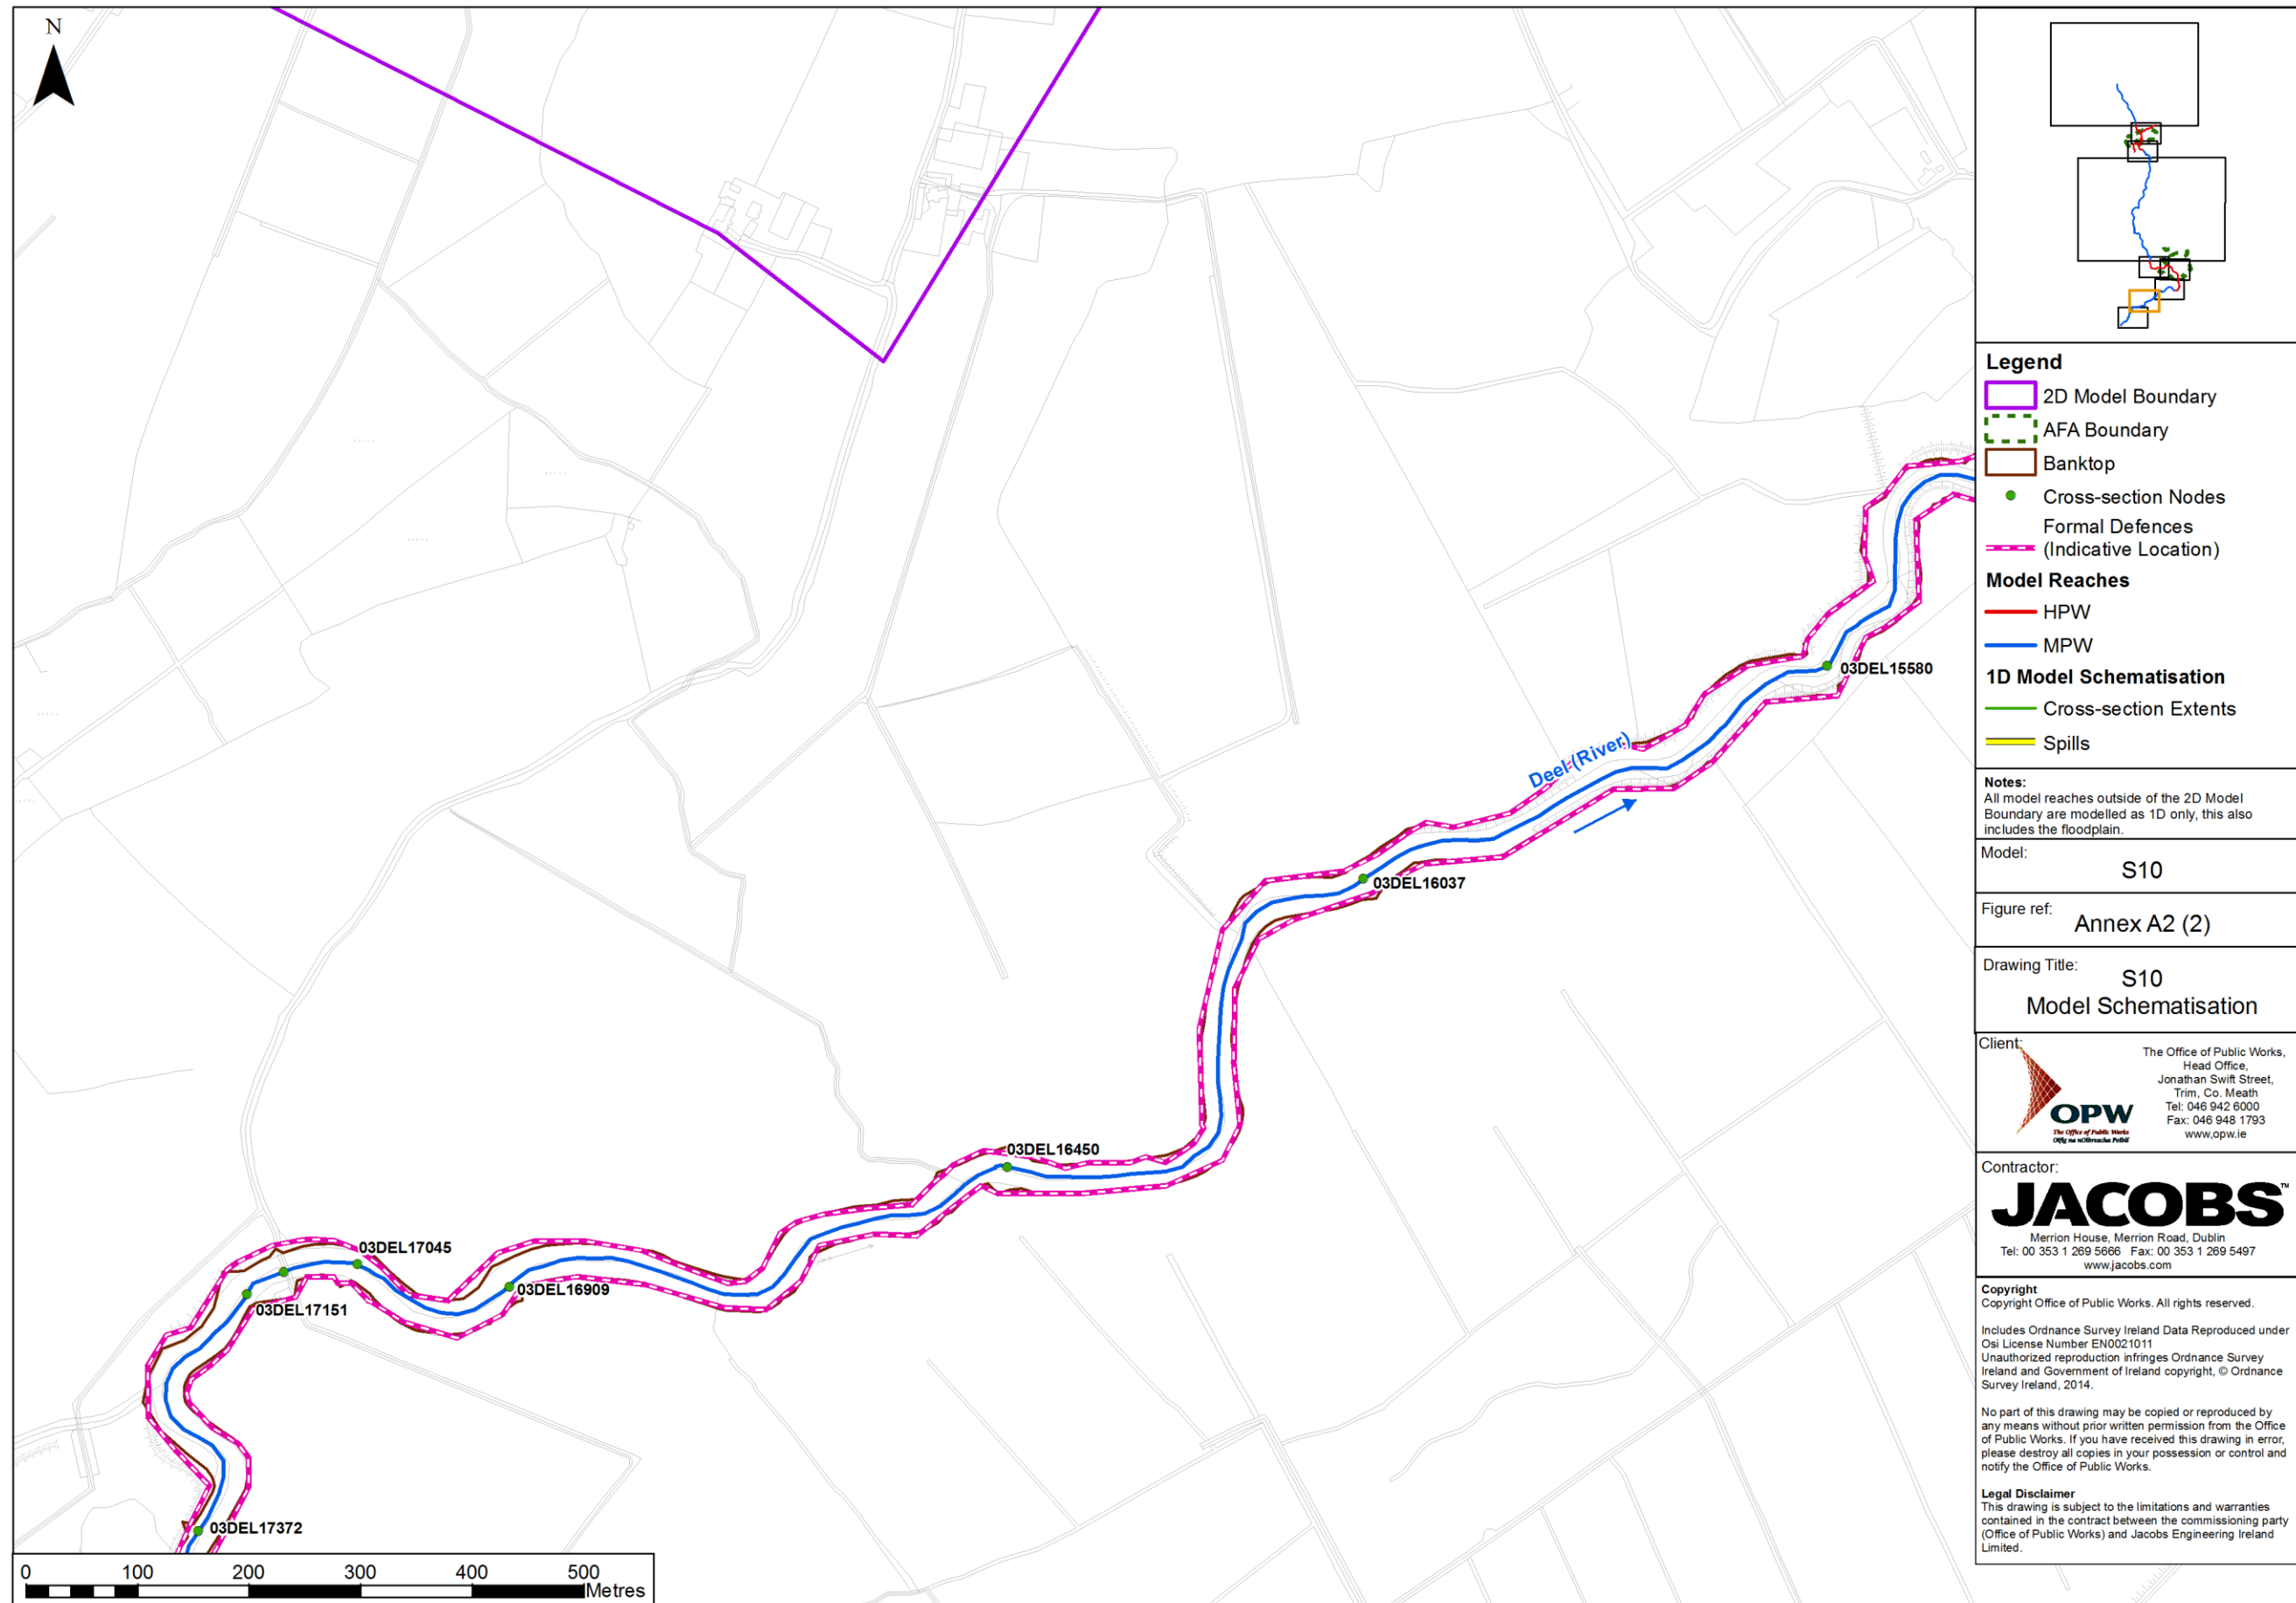 N
Deel (River)
03DEL15580
03DEL16037
03DEL16450
03DEL17045
03DEL16909
03DEL17151
03DEL17372
0 100 200 300 400 500
Metres
Legend
2D Model Boundary
AFA Boundary
Banktop
Cross-section Nodes
Formal Defences
(Indicative Location)
Model Reaches
HPW
MPW
1D Model Schematisation
Cross-section Extents
Spills
Notes:
All model reaches outside of the 2D Model
Boundary are modelled as 1D only, this also
includes the floodplain.
Model:
S10
Figure ref:
Annex A2 (2)
Drawing Title:
S10
Model Schematisation
Client:
OPW
The Office of Public Works
Oifig na nOibreacha Poiblí
The Office of Public Works,
Head Office,
Jonathan Swift Street,
Trim, Co. Meath
Tel: 046 942 6000
Fax: 046 948 1793
www.opw.ie
Contractor:
JACOBS™
Merrion House, Merrion Road, Dublin
Tel: 00 353 1 269 5666 Fax: 00 353 1 269 5497
www.jacobs.com
Copyright
Copyright Office of Public Works. All rights reserved.
Includes Ordnance Survey Ireland Data Reproduced under
Osi License Number EN0021011
Unauthorized reproduction infringes Ordnance Survey
Ireland and Government of Ireland copyright, © Ordnance
Survey Ireland, 2014.
No part of this drawing may be copied or reproduced by
any means without prior written permission from the Office
of Public Works. If you have received this drawing in error,
please destroy all copies in your possession or control and
notify the Office of Public Works.
Legal Disclaimer
This drawing is subject to the limitations and warranties
contained in the contract between the commissioning party
(Office of Public Works) and Jacobs Engineering Ireland
Limited.